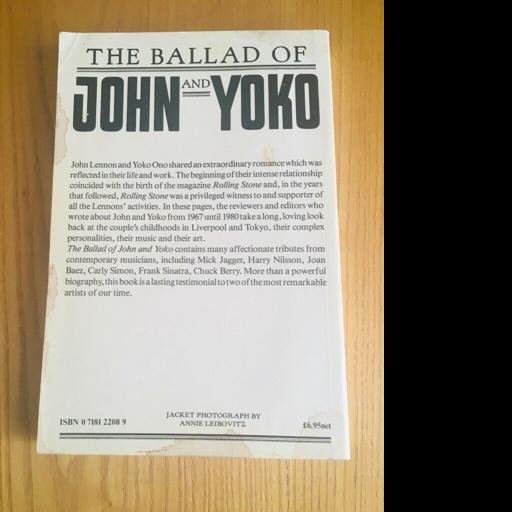 THE BALLAD OF
JOHN AND YOKO
John Lennon and Yoko Ono shared an extraordinary romance which was
reflected in their life and work. The beginning of their intense relationship
coincided with the birth of the magazine Rolling Stone and, in the years
that followed, Rolling Stone was a privileged witness to and supporter of
all the Lennons' activities. In these pages, the reviewers and editors who
wrote about John and Yoko from 1967 until 1980 take a long, loving look
back at the couple's childhoods in Liverpool and Tokyo, their complex
personalities, their music and their art.
The Ballad of John and Yoko contains many affectionate tributes from
contemporary musicians, including Mick Jagger, Harry Nilsson, Joan
Baez, Carly Simon, Frank Sinatra, Chuck Berry. More than a powerful
biography, this book is a lasting testimonial to two of the most remarkable
artists of our time.
ISBN 0 7181 2208 9
JACKET PHOTOGRAPH BY
ANNIE LEIBOVITZ
£6.95net